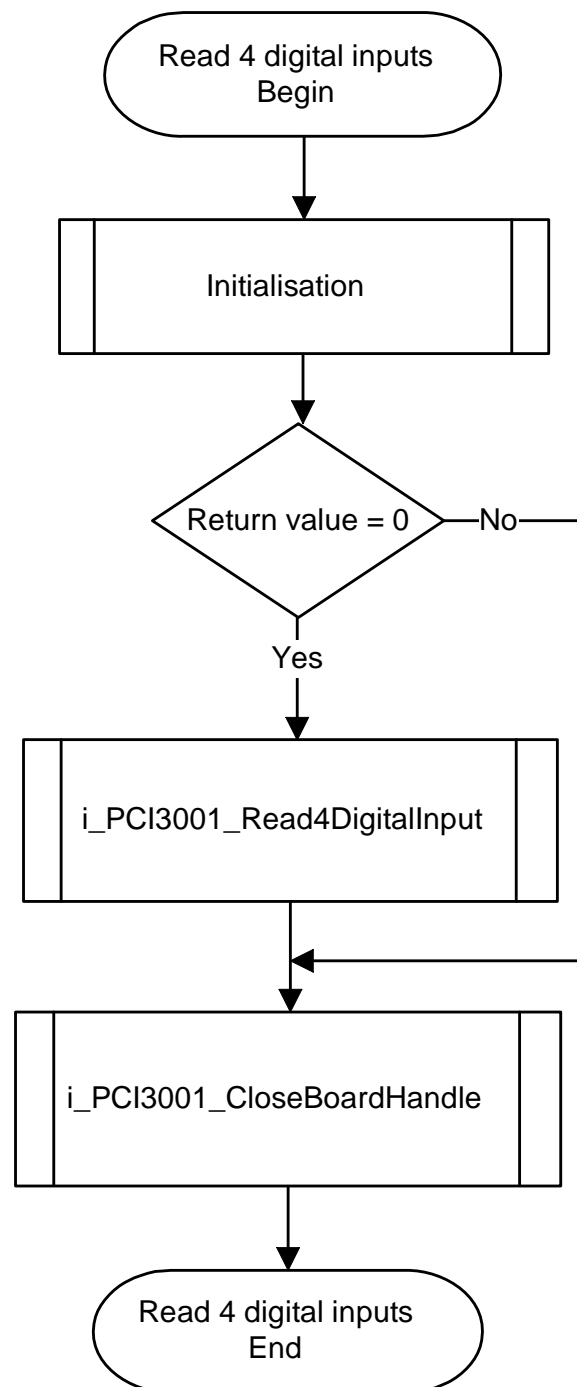 Read 4 digital inputs
Begin
Initialisation
Return value = 0
No
Yes
i_PCI3001_Read4DigitalInput
i_PCI3001_CloseBoardHandle
Read 4 digital inputs
End